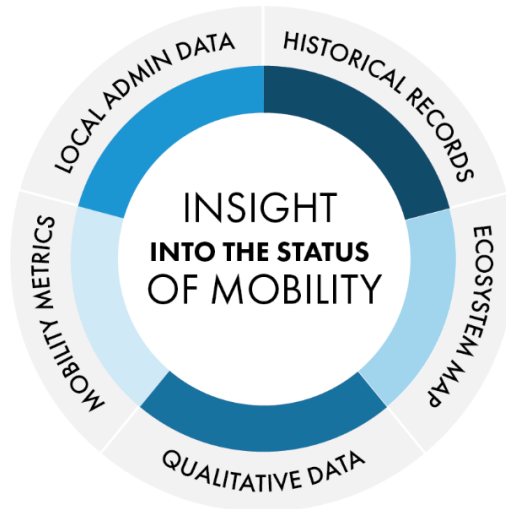 LOCAL ADMIN DATA
HISTORICAL RECORDS
ECOSYSTEM MAP
QUALITATIVE DATA
MOBILITY METRICS
INSIGHT
INTO THE STATUS
OF MOBILITY